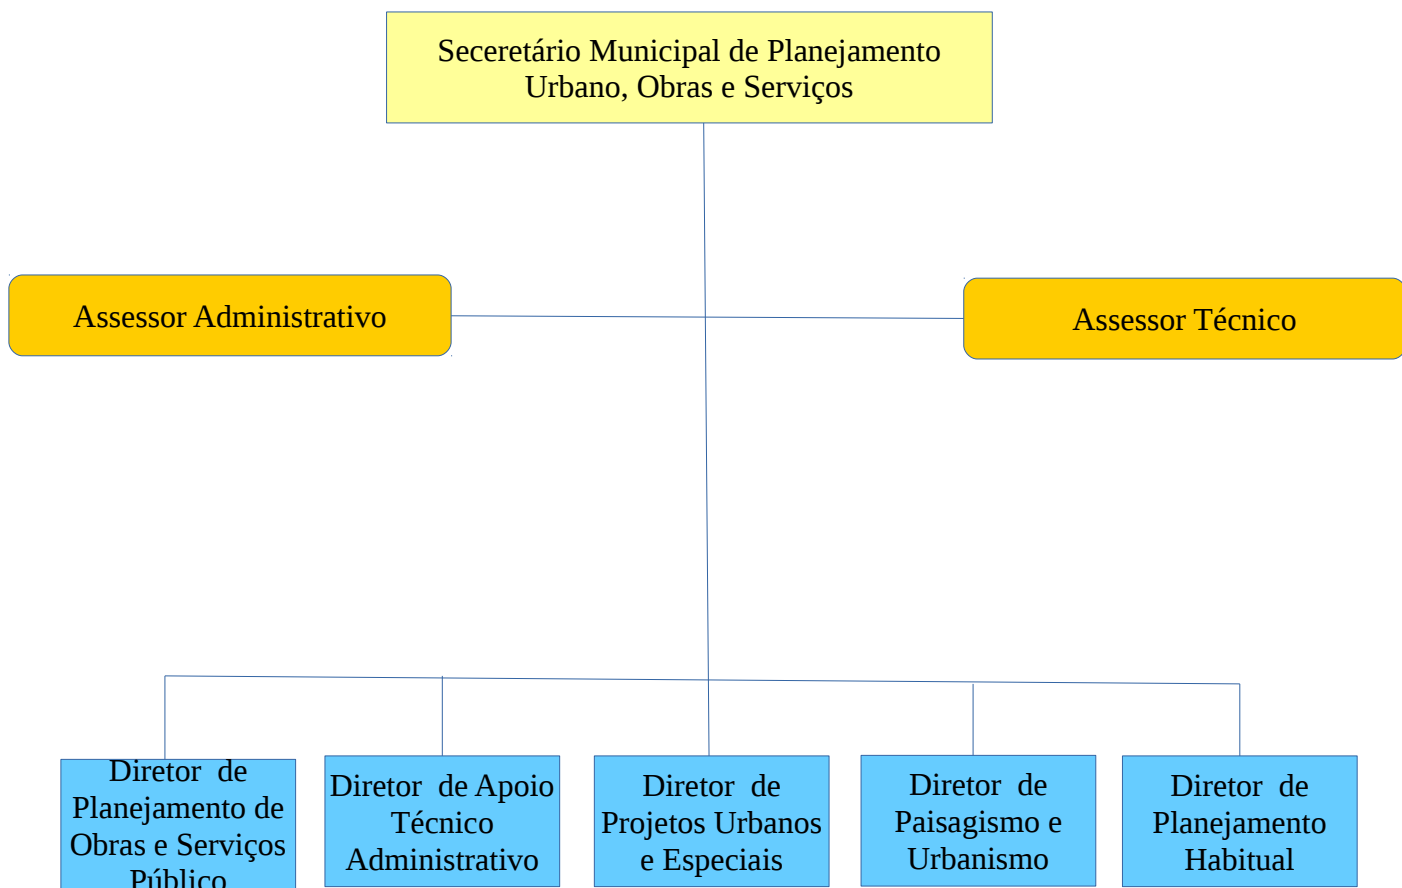 Seceretário Municipal de Planejamento
Urbano, Obras e Serviços
Assessor Administrativo
Assessor Técnico
Diretor de
Planejamento de
Obras e Serviços
Público
Diretor de Apoio
Técnico
Administrativo
Diretor de
Projetos Urbanos
e Especiais
Diretor de
Paisagismo e
Urbanismo
Diretor de
Planejamento
Habitual